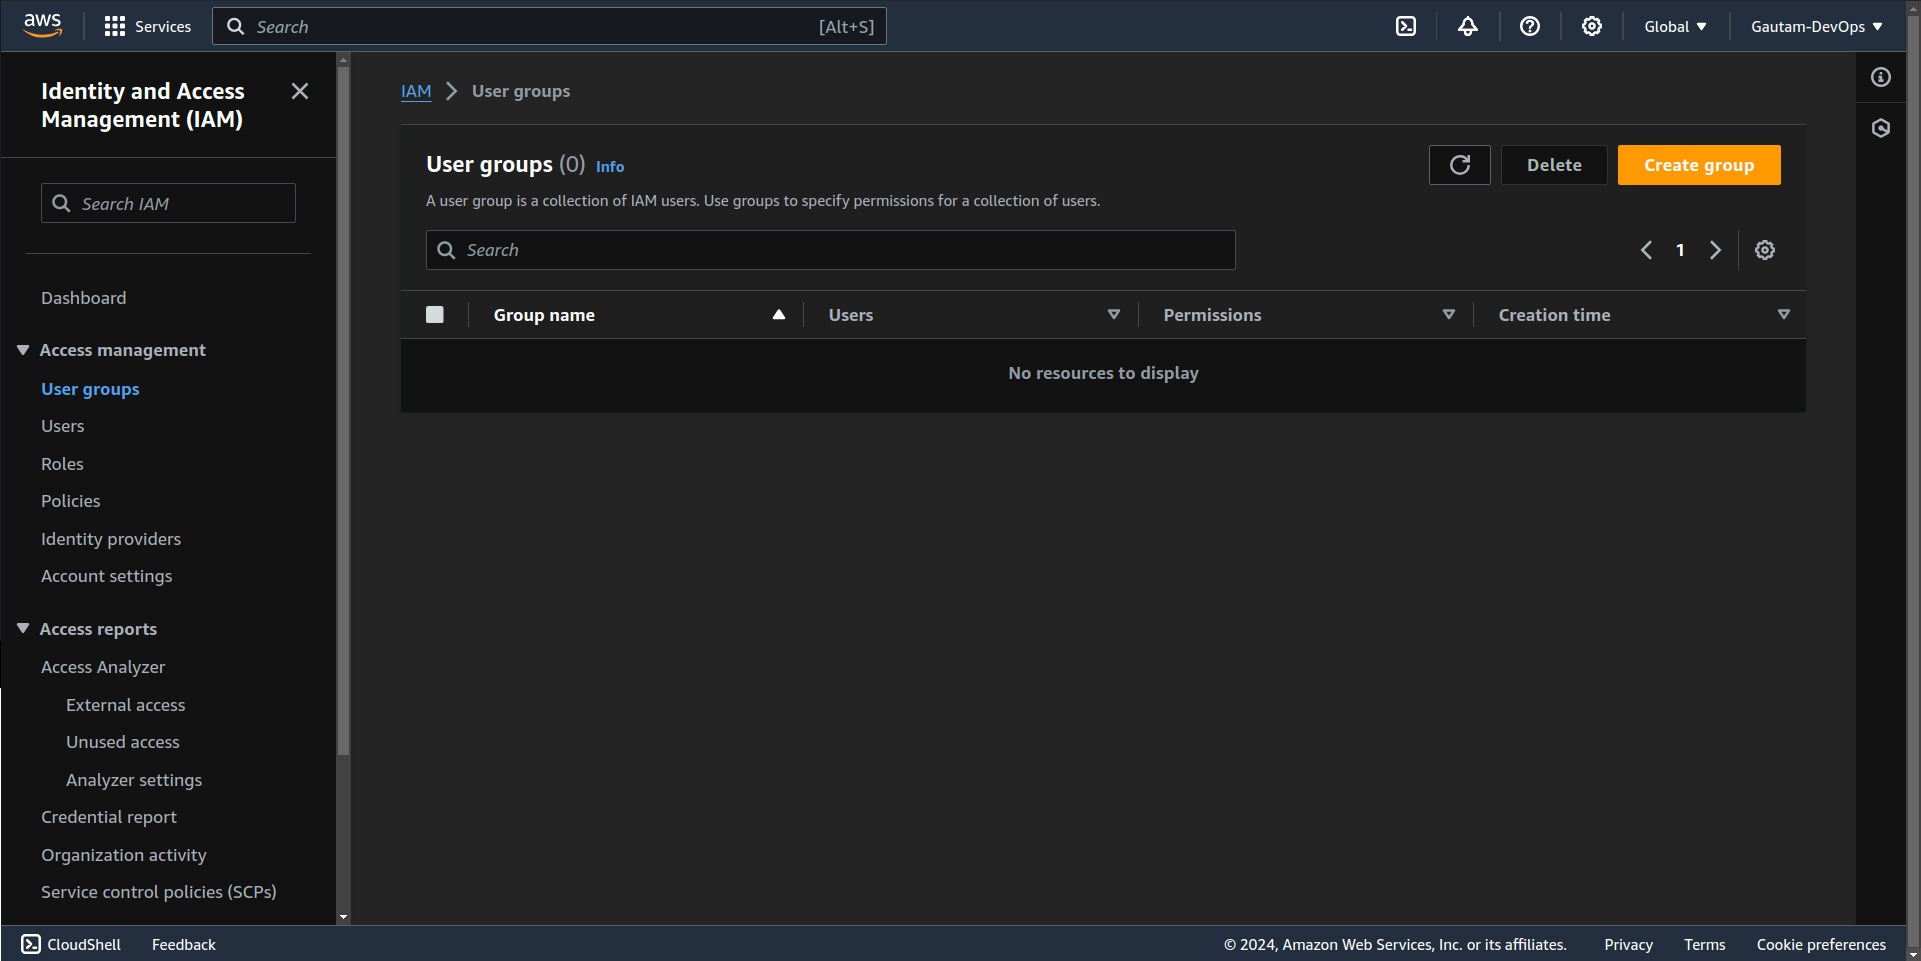 aws
Services
Search
[Alt+S]
Global
Gautam-DevOps
Identity and Access
Management (IAM)
Search IAM
Dashboard
Access management
User groups
Users
Roles
Policies
Identity providers
Account settings
Access reports
Access Analyzer
External access
Unused access
Analyzer settings
Credential report
Organization activity
Service control policies (SCPs)
IAM
User groups
User groups (0) Info
Delete
Create group
A user group is a collection of IAM users. Use groups to specify permissions for a collection of users.
Search
1
Group name
Users
Permissions
Creation time
No resources to display
CloudShell
Feedback
© 2024, Amazon Web Services, Inc. or its affiliates.
Privacy
Terms
Cookie preferences